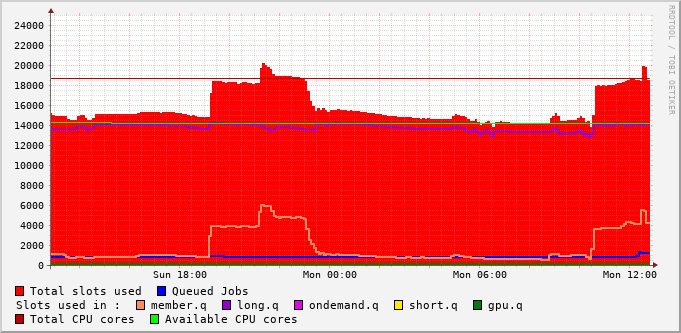 RRDTOOL / TOBI OETIKER
24000
22000
20000
18000
16000
14000
12000
10000
8000
6000
4000
2000
0
Sun 18:00 Mon 00:00 Mon 06:00 Mon 12:00
Total slots used Queued Jobs
Slots used in : member.q long.q ondemand.q short.q gpu.q
Total CPU cores Available CPU cores